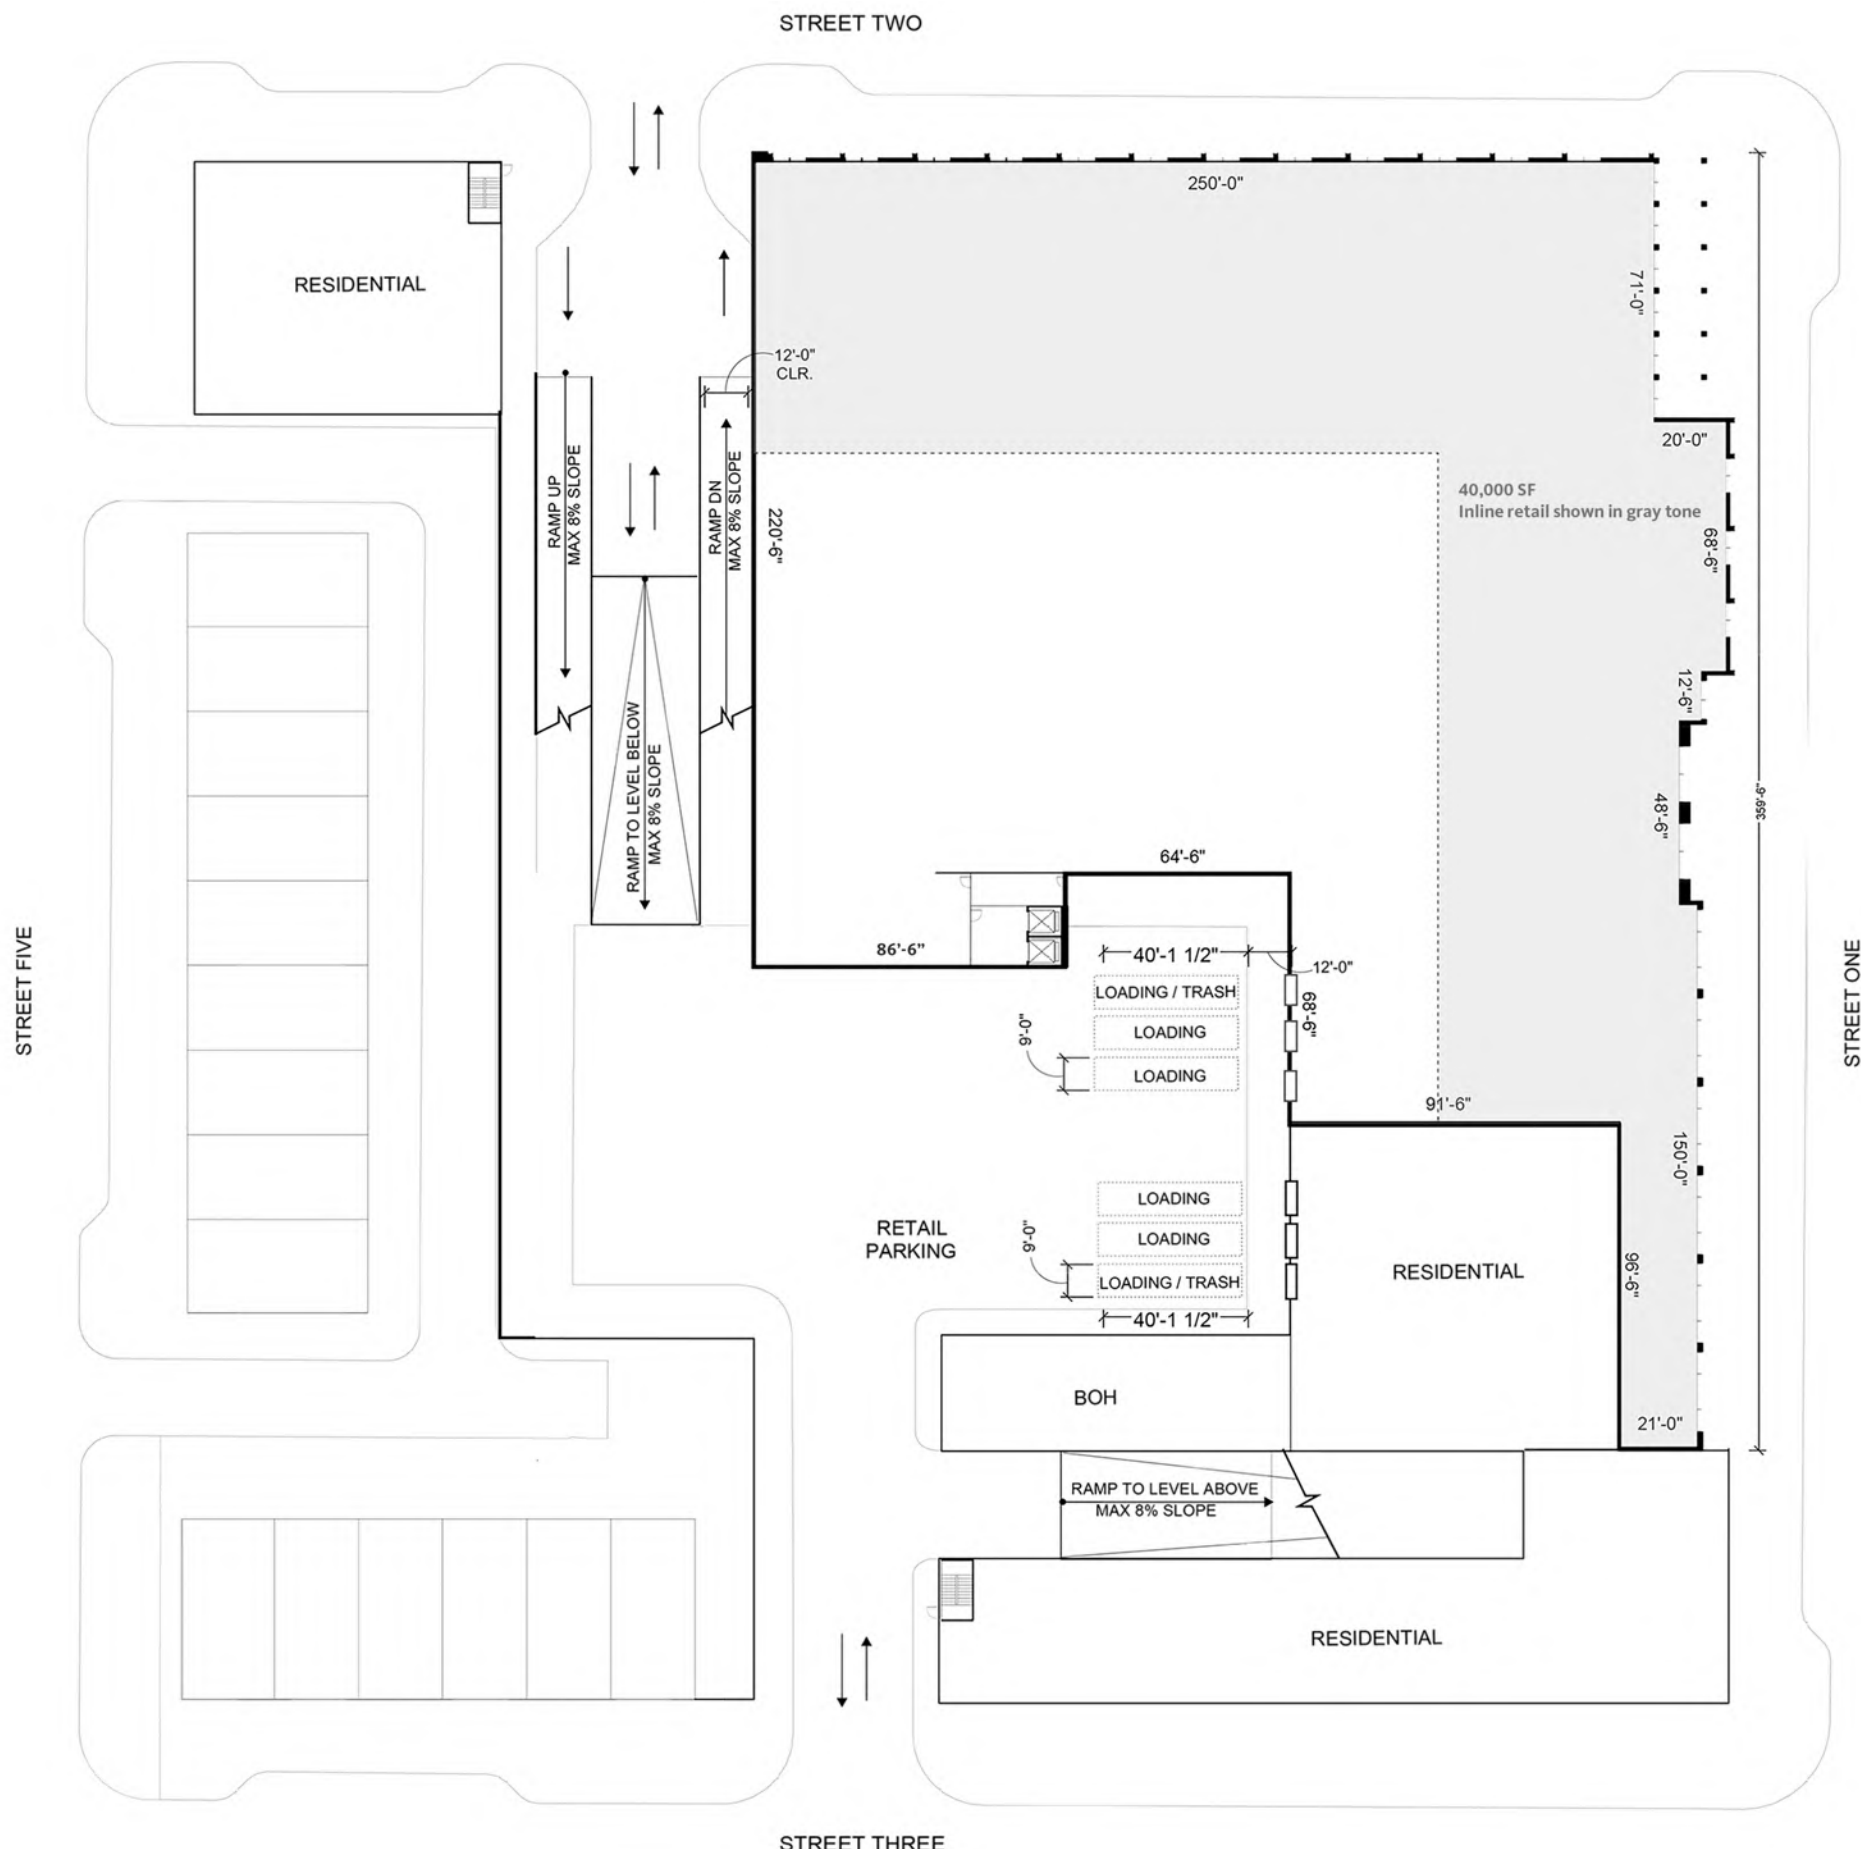 STREET TWO
250'-0"
RESIDENTIAL
71'-0"
12'-0"
CLR.
20'-0"
RAMP UP
MAX 8% SLOPE
RAMP DN
MAX 8% SLOPE
220'-6"
40,000 SF
Inline retail shown in gray tone
68'-6"
12'-6"
RAMP TO LEVEL BELOW
MAX 8% SLOPE
48'-6"
359'-6"
64'-6"
86'-6"
40'-1 1/2"
12'-0"
STREET FIVE
STREET ONE
LOADING / TRASH
68'-6"
9'-0"
LOADING
LOADING
91'-6"
150'-0"
LOADING
RETAIL
PARKING
9'-0"
LOADING
RESIDENTIAL
96'-6"
LOADING / TRASH
40'-1 1/2"
BOH
21'-0"
RAMP TO LEVEL ABOVE
MAX 8% SLOPE
RESIDENTIAL
STREET THREE